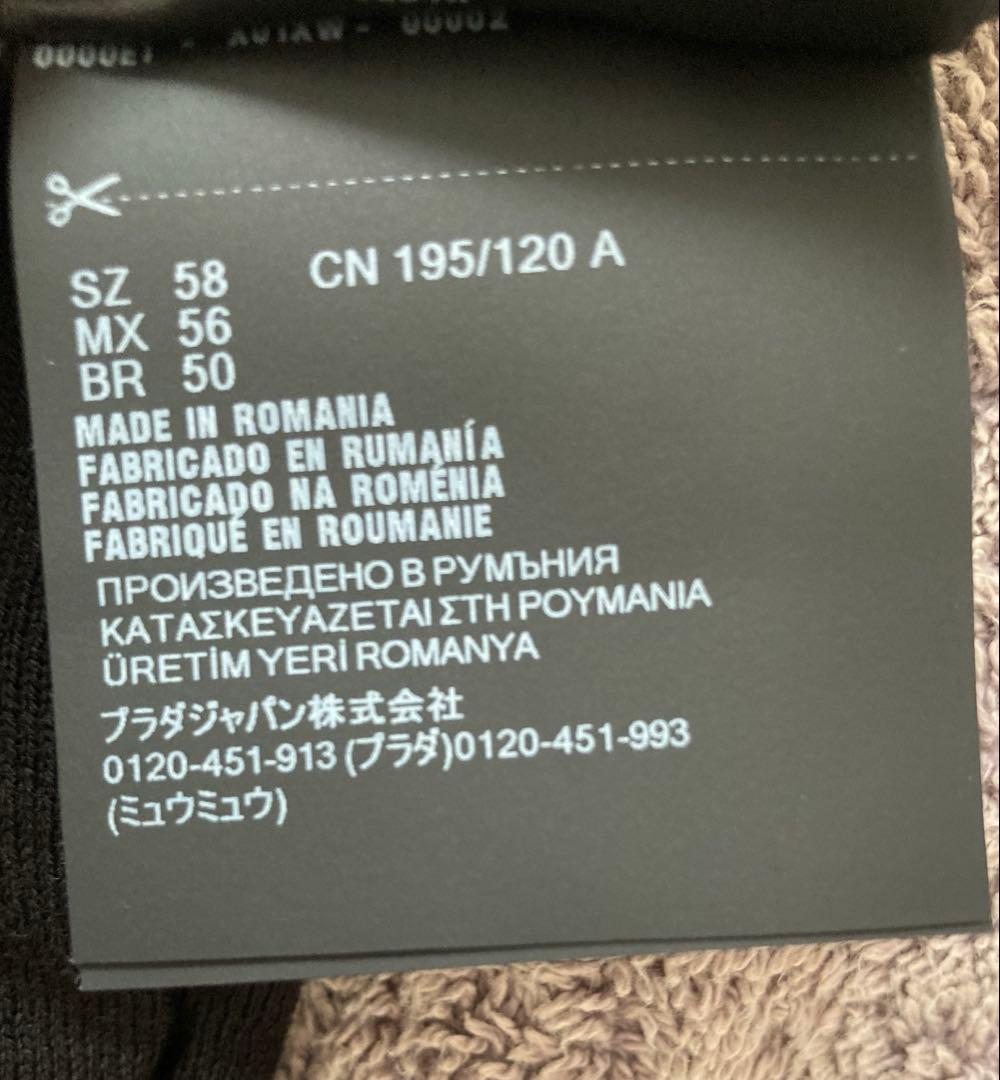 SZ 58 CN 195/120 A
MX 56
BR 50
MADE IN ROMANIA
FABRICADO EN RUMANÍA
FABRICADO NA ROMÉNIA
FABRIQUÉ EN ROUMANIE
ПРОИЗВЕДЕНО В РУМЪНИЯ
ΚΑΤΑΣΚΕΥΑΖΕΤΑΙ ΣΤΗ ΡΟΥΜΑΝΙΑ
ÜRETİM YERİ ROMANYA
プラダジャパン株式会社
0120-451-913 (プラダ)0120-451-993
(ミュウミュウ)